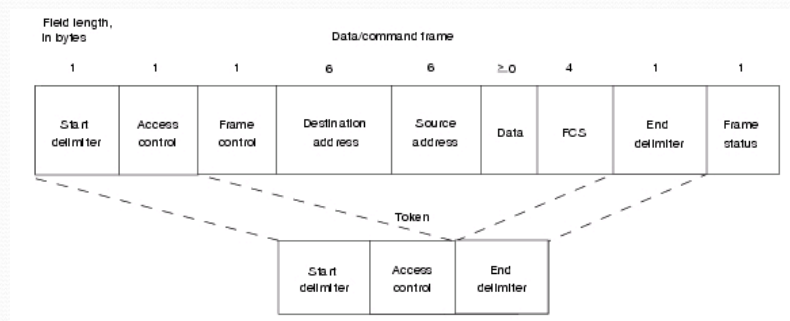 Field length,
in bytes
Data/command frame
1 1 1 6 6 ≥0 4 1 1
Start
delimiter
Access
control
Frame
control
Destination
address
Source
address
Data
FCS
End
delimiter
Frame
status
Token
Start
delimiter
Access
control
End
delimiter